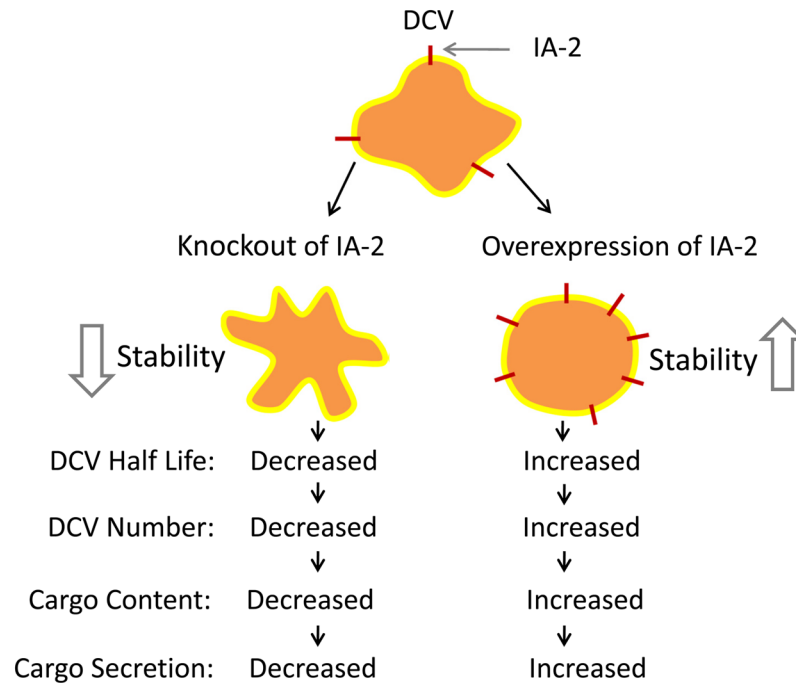 DCV
IA-2
Knockout of IA-2
Overexpression of IA-2
Stability
Stability
DCV Half Life: Decreased Increased
DCV Number: Decreased Increased
Cargo Content: Decreased Increased
Cargo Secretion: Decreased Increased